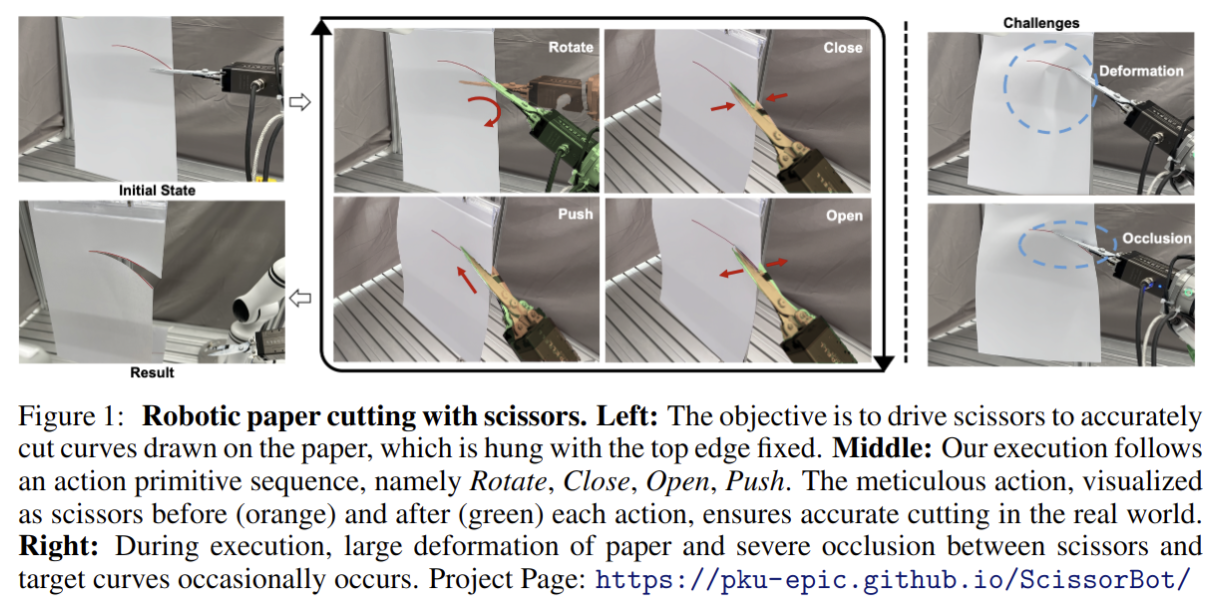 Challenges
Rotate
Close
Deformation
Initial State
Push
Open
Occlusion
Result
Figure 1: Robotic paper cutting with scissors. Left: The objective is to drive scissors to accurately
cut curves drawn on the paper, which is hung with the top edge fixed. Middle: Our execution follows
an action primitive sequence, namely Rotate, Close, Open, Push. The meticulous action, visualized
as scissors before (orange) and after (green) each action, ensures accurate cutting in the real world.
Right: During execution, large deformation of paper and severe occlusion between scissors and
target curves occasionally occurs. Project Page: https://pku-epic.github.io/ScissorBot/